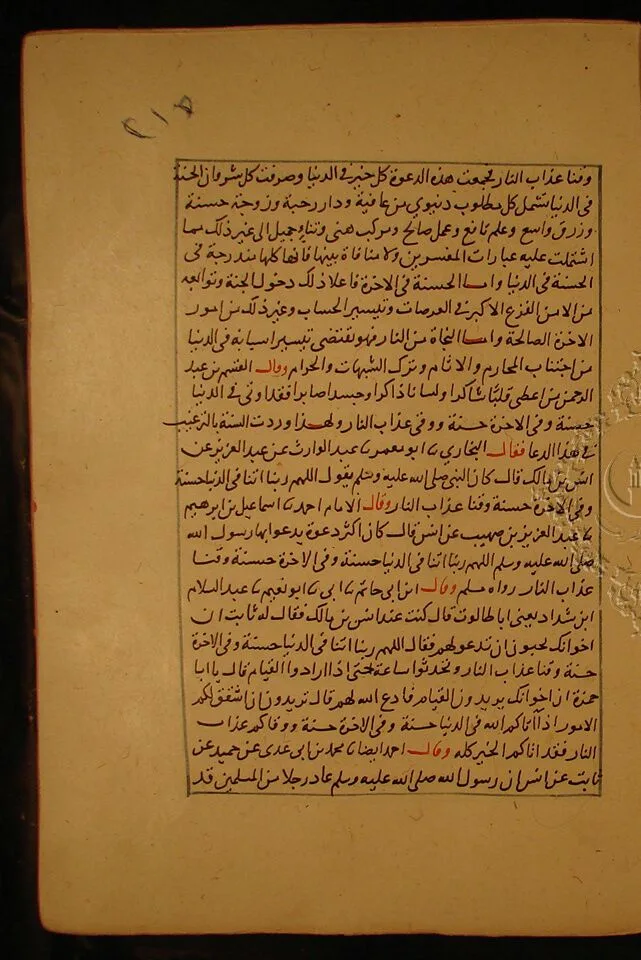 ٢١٥
وقنا عذاب النار فجمعت هذه الدعوة كل خير في الدنيا وصرفت كل شر فان الحسنة
في الدنيا تشمل كل مطلوب دنيوي من عافية ودار رحبة وزوجة حسنة
ورزق واسع وعلم نافع وعمل صالح ومركب هني وثناء جميل الى غير ذلك مما
اشتملت عليه عبارات المفسرين ولا منافاة بينها فانها كلها مندرجة في
الحسنة في الدنيا واما الحسنة في الاخرة فاعلا ذلك دخول الجنة وتوابعه
من الامن من الفزع الاكبر في العرصات وتيسير الحساب وغير ذلك من امور
الاخرة الصالحة واما النجاة من النار فهو يقتضى تيسير اسبابه في الدنيا
من اجتناب المحارم والاثام وترك الشبهات والحرام وقال القسم بن عبد
الرحمن من اعطى قلبا شاكرا ولسانا ذاكرا وجسدا صابرا فقد اوتي في الدنيا
حسنة وفي الاخرة حسنة ووقى عذاب النار ولهذا وردت السنة بالترغيب
في هذا الدعا فقال البخاري ثنا ابو معمر ثنا عبد الوارث عن عبد العزيز عن
انس بن مالك قال كان النبي صلى الله عليه وسلم يقول اللهم ربنا اتنا في الدنيا حسنة
وفي الاخرة حسنة وقنا عذاب النار وقال الامام احمد ثنا اسماعيل بن ابرهيم
ثنا عبد العزيز بن صهيب عن انس قال كان اكثر دعوة يدعوا بها رسول الله
صلى الله عليه وسلم اللهم ربنا اتنا في الدنيا حسنة وفي الاخرة حسنة وقنا
عذاب النار رواه مسلم وقال ابن ابي حاتم ثنا ابي ثنا ابو نعيم ثنا عبد السلام
ابن شداد يعني ابا طالوت قال كنت عند انس بن مالك فقال له ثابت ان
اخوانك يحبون ان تدعو لهم فقال اللهم ربنا اتنا في الدنيا حسنة وفي الاخرة
حسنة وقنا عذاب النار وتحدثوا ساعة حتى اذا ارادوا القيام قال يا ابا
حمزة ان اخوانك يريدون القيام فادع الله لهم قال تريدون ان اشقق لكم
الامور اذا اتاكم الله في الدنيا حسنة وفي الاخرة حسنة ووقاكم عذاب
النار فقد اتاكم الخير كله وقال احمد ايضا ثنا محمد بن ابي عدي عن حميد عن
ثابت عن انس ان رسول الله صلى الله عليه وسلم عاد رجلا من المسلمين قد